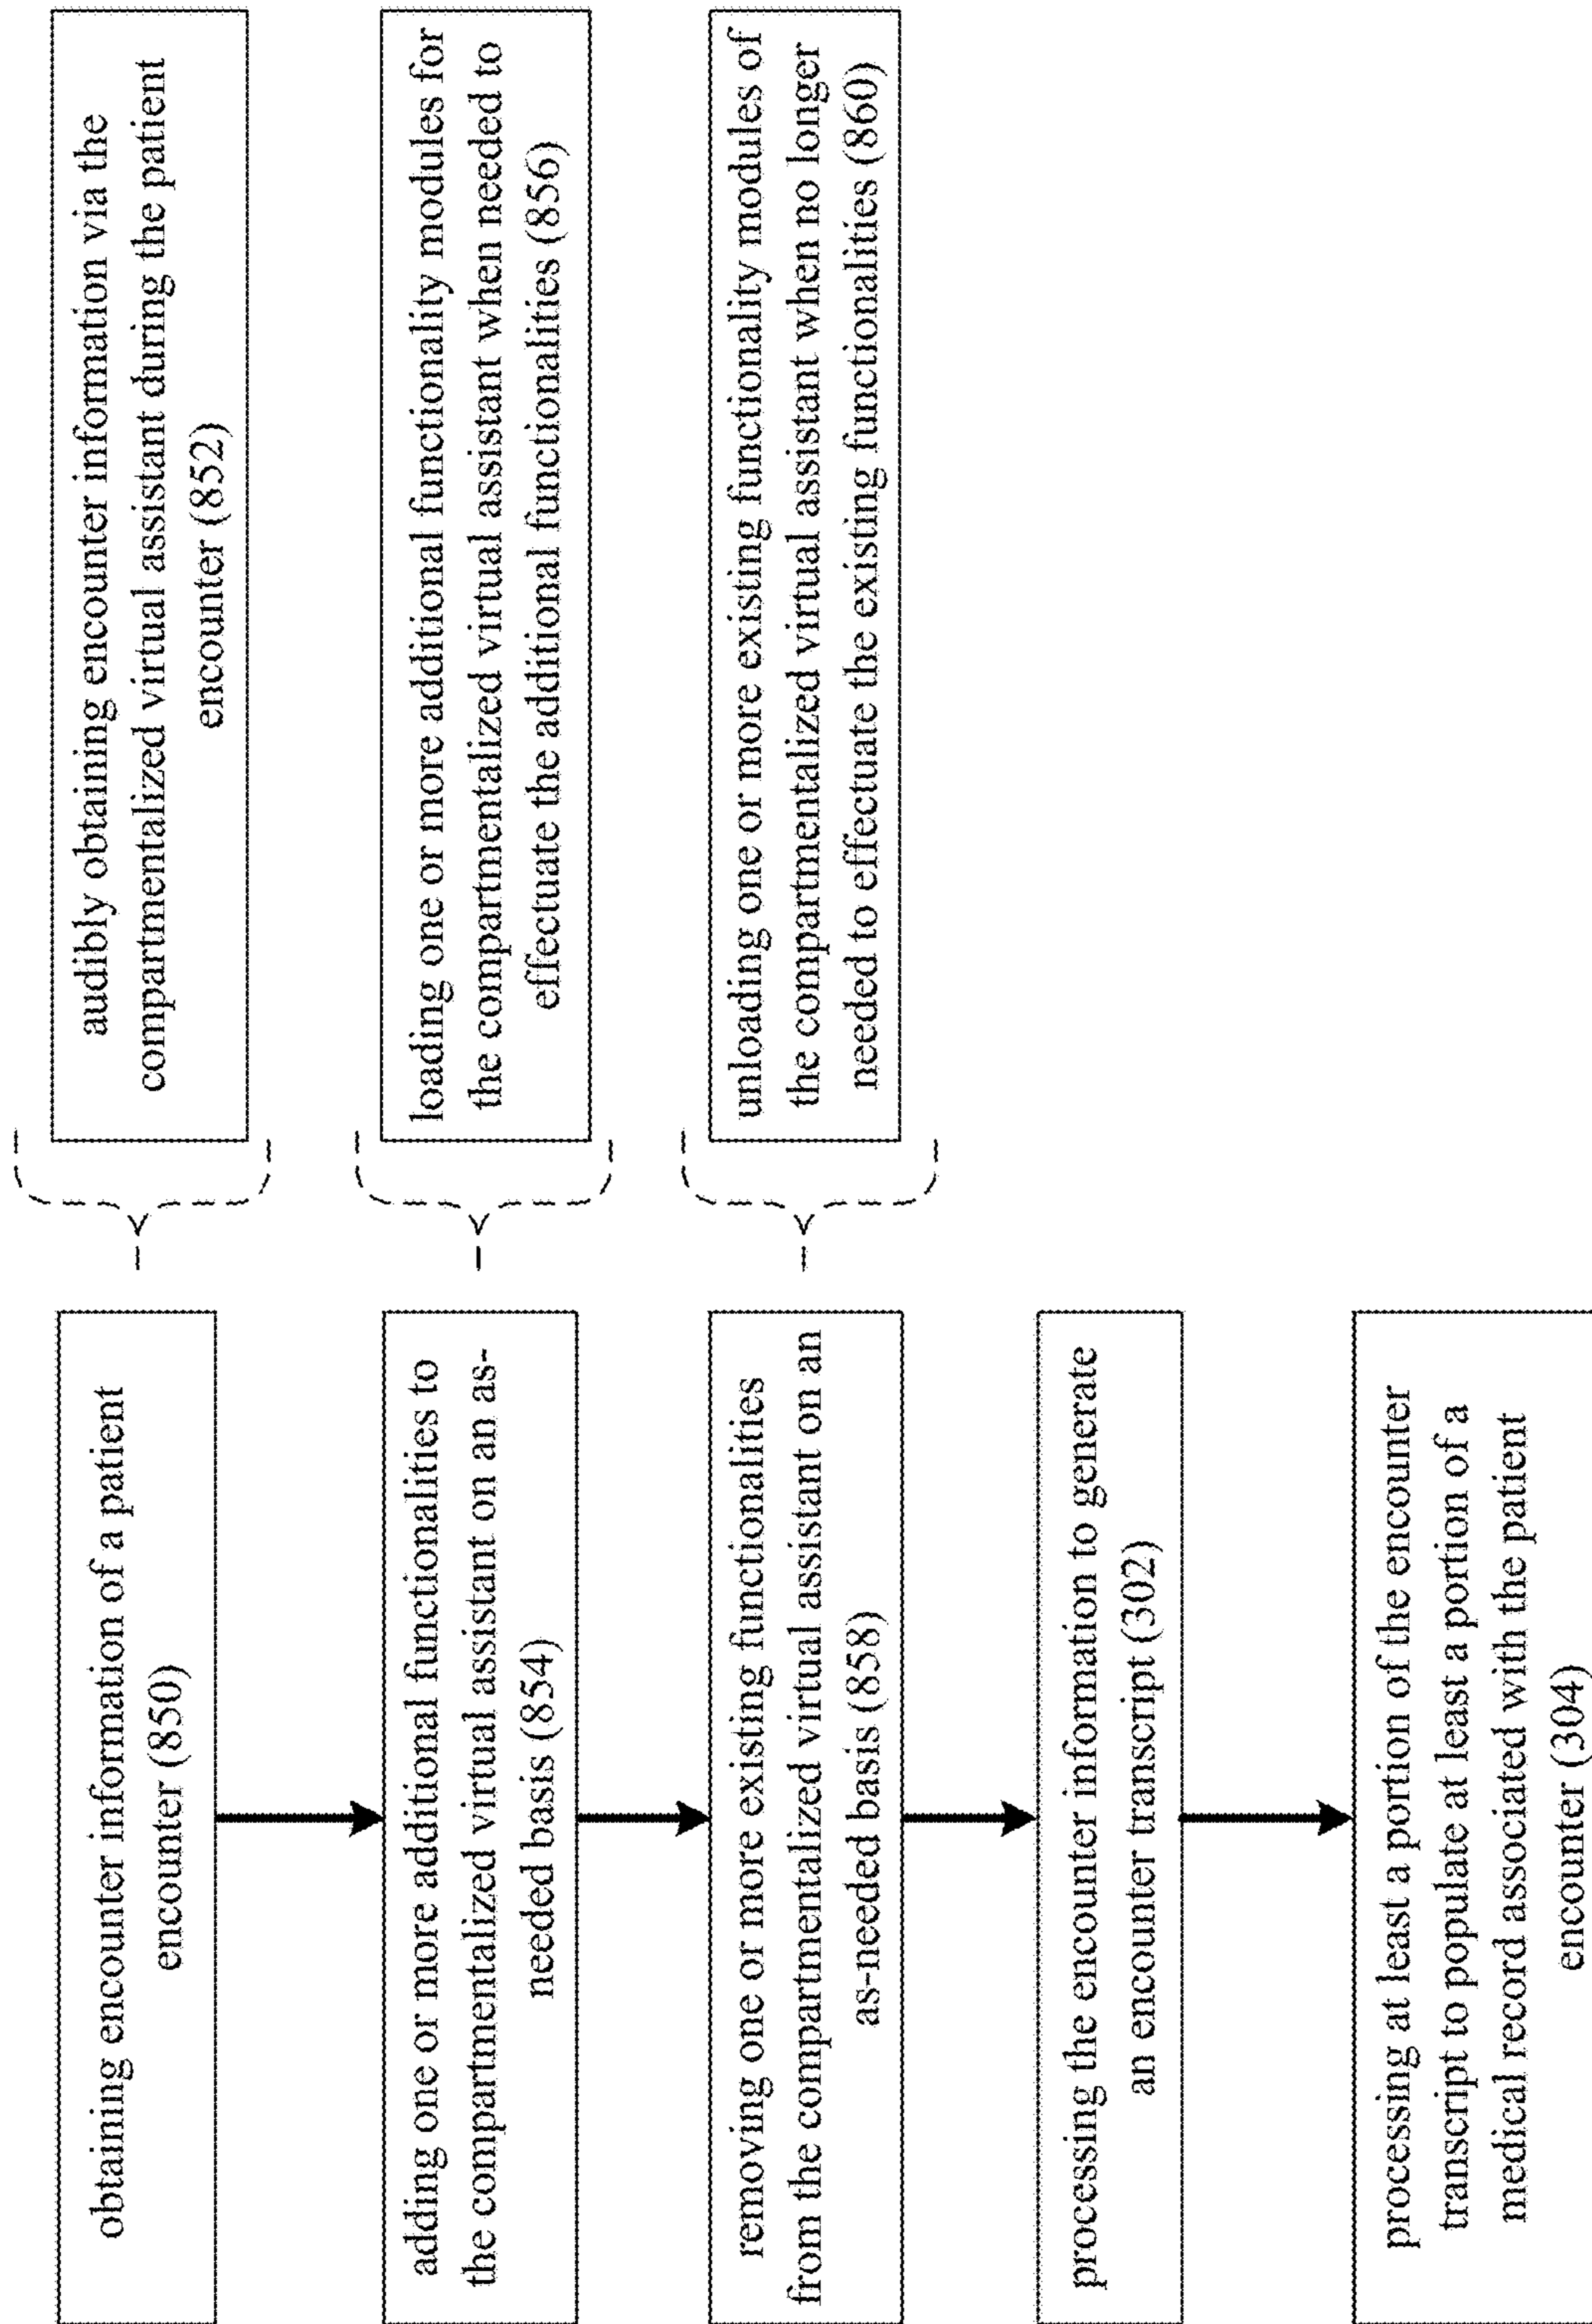 obtaining encounter information of a patient
encounter (850)
audibly obtaining encounter information via the
compartmentalized virtual assistant during the patient
encounter (852)
adding one or more additional functionalities to
the compartmentalized virtual assistant on an as-
needed basis (854)
loading one or more additional functionality modules for
the compartmentalized virtual assistant when needed to
effectuate the additional functionalities (856)
removing one or more existing functionalities
from the compartmentalized virtual assistant on an
as-needed basis (858)
unloading one or more existing functionality modules of
the compartmentalized virtual assistant when no longer
needed to effectuate the existing functionalities (860)
processing the encounter information to generate
an encounter transcript (302)
processing at least a portion of the encounter
transcript to populate at least a portion of a
medical record associated with the patient
encounter (304)